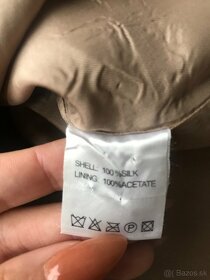 SHELL: 100%SILK
LINING: 100%ACETATE
P
© bazos.sk